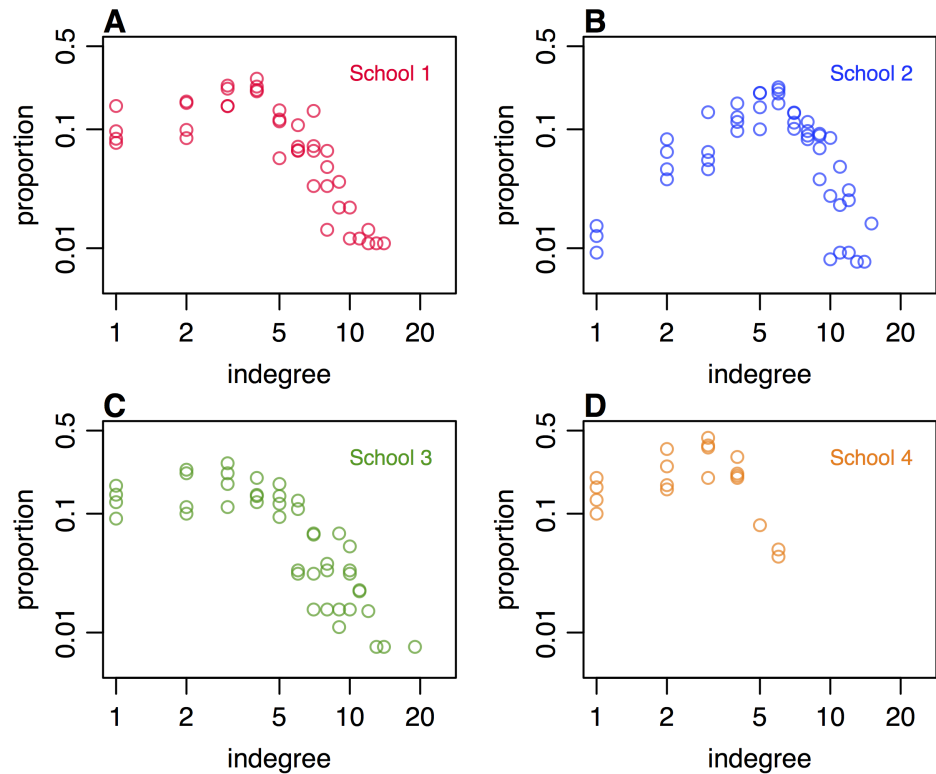 A
School 1
0.5
0.1
0.01
proportion
1 2 5 10 20
indegree
B
School 2
0.5
0.1
0.01
proportion
1 2 5 10 20
indegree
C
School 3
0.5
0.1
0.01
proportion
1 2 5 10 20
indegree
D
School 4
0.5
0.1
0.01
proportion
1 2 5 10 20
indegree